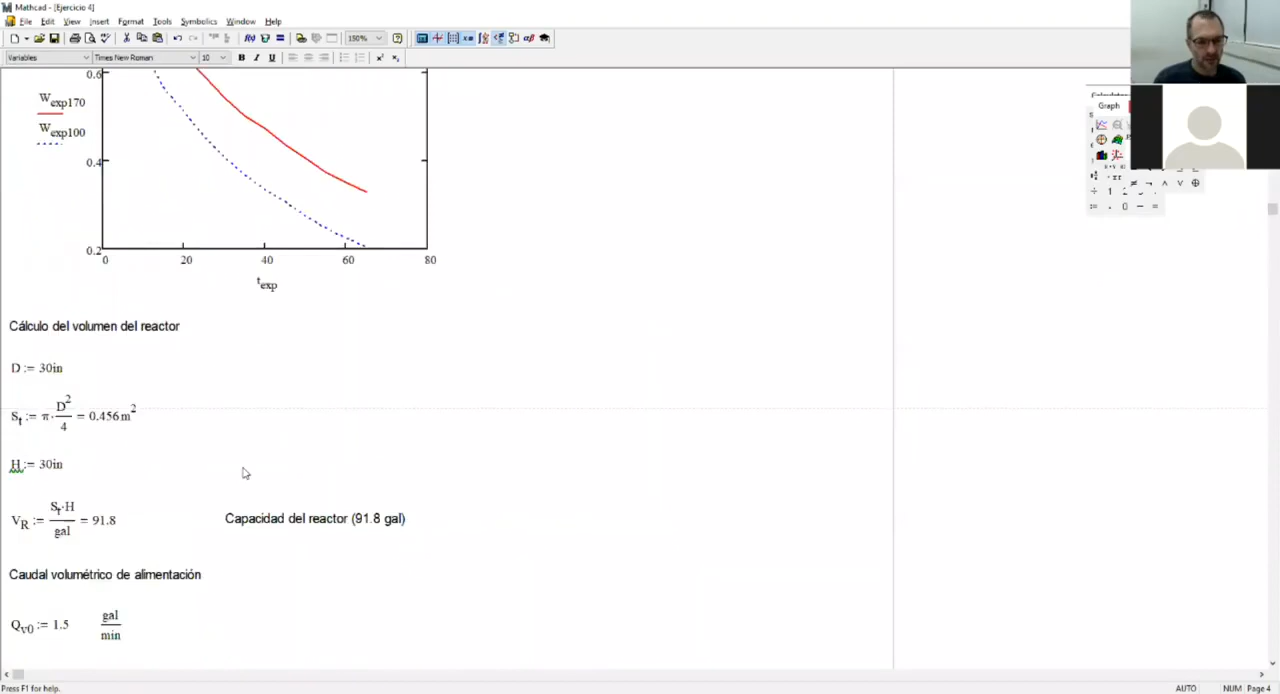 Mathcad - [Ejercicio 4]
File Edit View Insert Format Tools Symbolics Window Help
150%
Variables Times New Roman 10 B I U
Graph
0.6
W exp170
W exp100
0.4
0.2
0 20 40 60 80
t exp
Cálculo del volumen del reactor
D := 30in
S_t := π · D^2 / 4 = 0.456 m^2
H := 30in
V_R := S_t·H / gal = 91.8 Capacidad del reactor (91.8 gal)
Caudal volumétrico de alimentación
Q_v0 := 1.5 gal / min
Press F1 for help. AUTO NUM Page 4